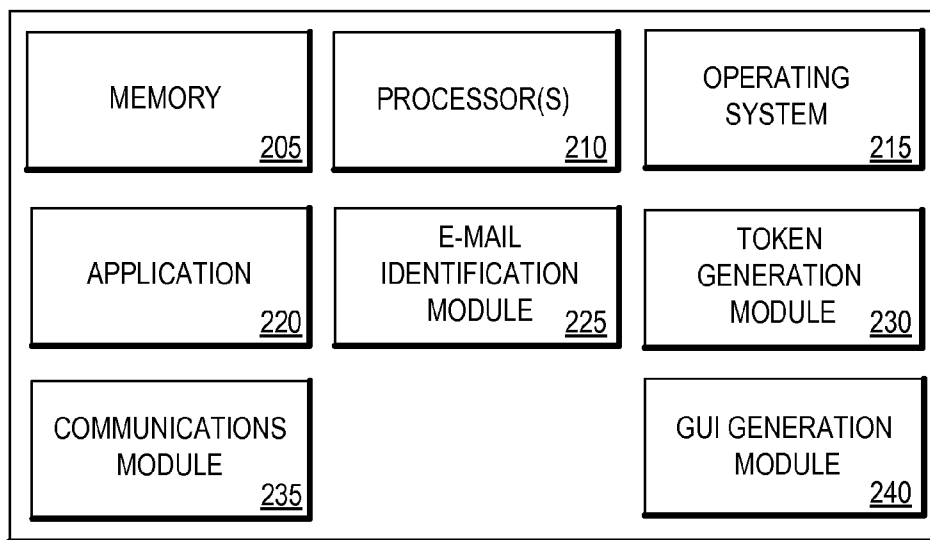 MEMORY
205
PROCESSOR(S)
210
OPERATING
SYSTEM
215
APPLICATION
220
E-MAIL
IDENTIFICATION
MODULE
225
TOKEN
GENERATION
MODULE
230
COMMUNICATIONS
MODULE
235
GUI GENERATION
MODULE
240